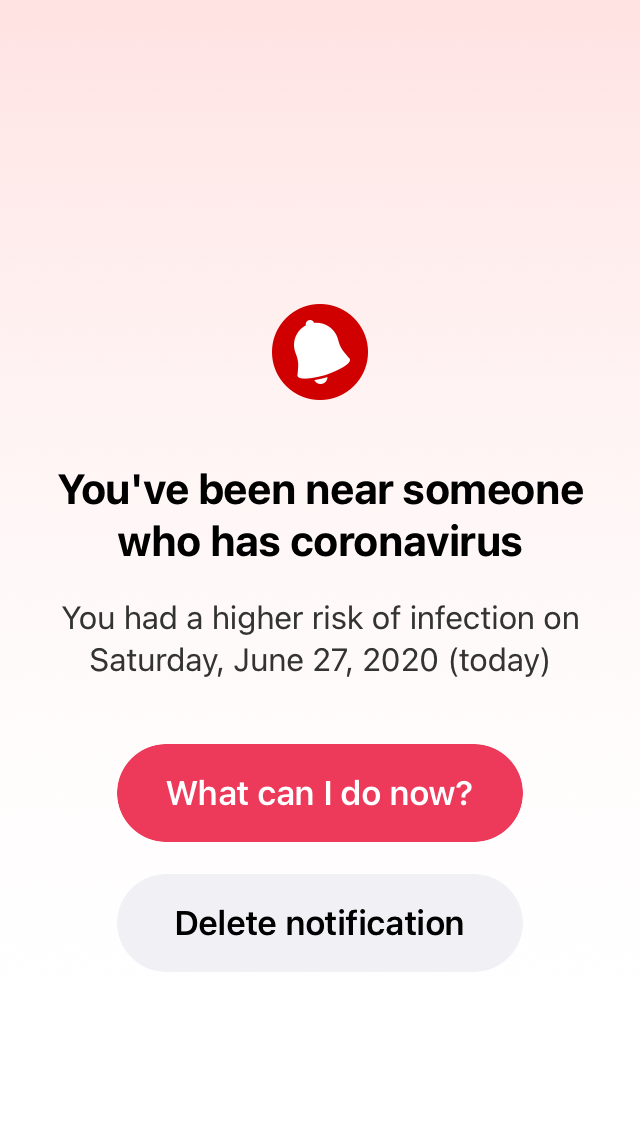 You've been near someone
who has coronavirus
You had a higher risk of infection on
Saturday, June 27, 2020 (today)
What can I do now?
Delete notification